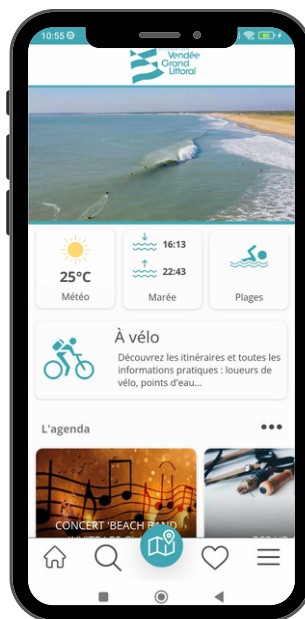 10:55
Vendée
Grand
Littoral
16:13
25°C
22:43
Météo
Marée
Plages
À vélo
Découvrez les itinéraires et toutes les
informations pratiques : loueurs de
vélo, points d'eau...
L'agenda
CONCERT 'BEACH BAND